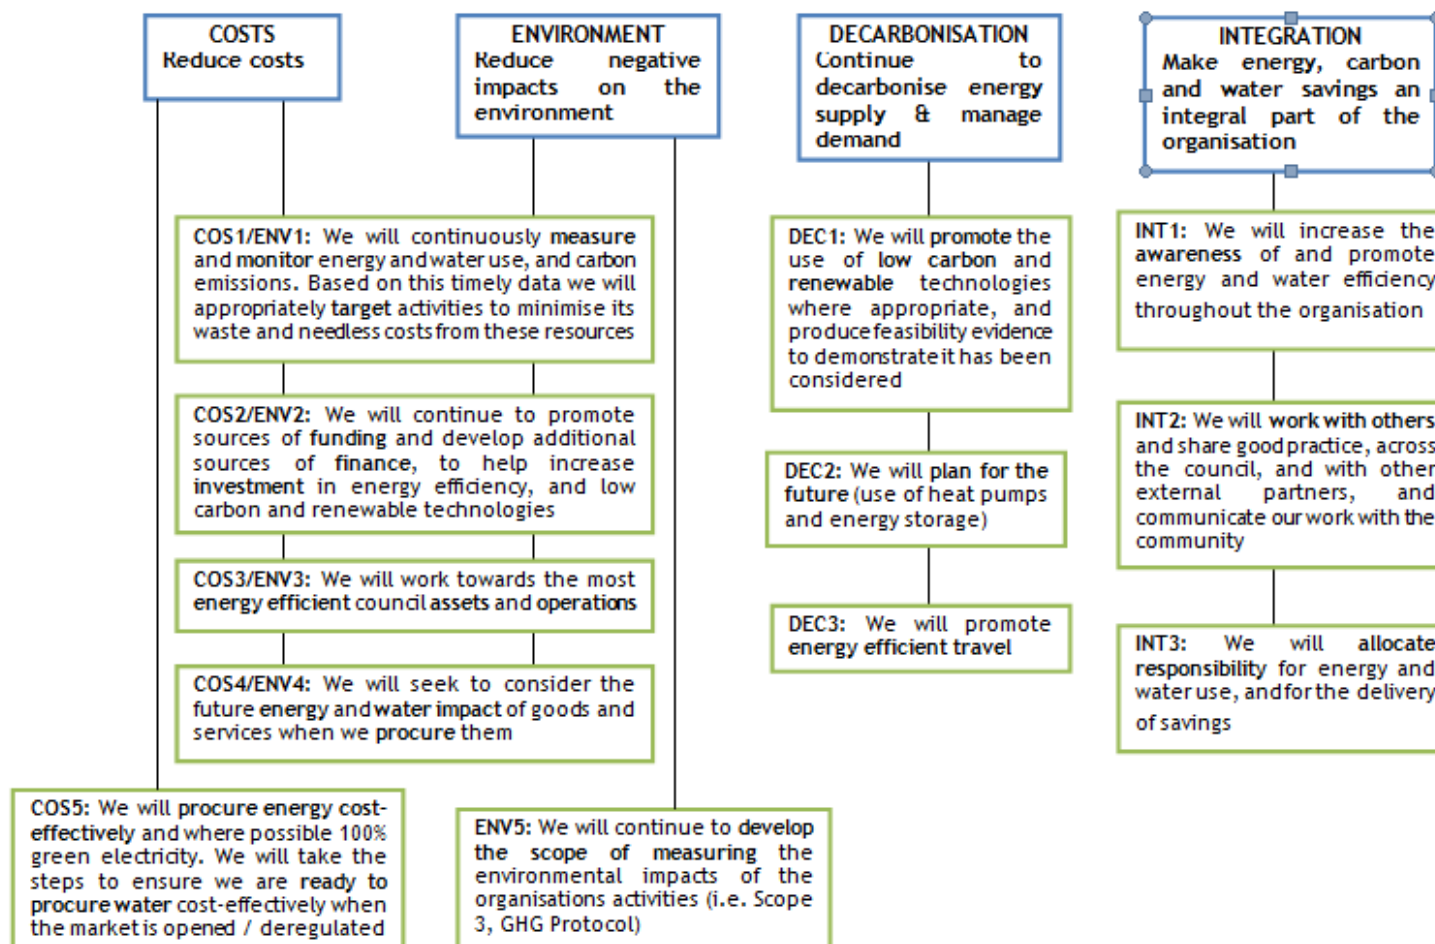 COSTS
Reduce costs
ENVIRONMENT
Reduce negative
impacts on the
environment
DECARBONISATION
Continue to
decarbonise energy
supply & manage
demand
INTEGRATION
Make energy, carbon
and water savings an
integral part of the
organisation
COS1/ENV1: We will continuously measure
and monitor energy and water use, and carbon
emissions. Based on this timely data we will
appropriately target activities to minimise its
waste and needless costs from these resources
COS2/ENV2: We will continue to promote
sources of funding and develop additional
sources of finance, to help increase
investment in energy efficiency, and low
carbon and renewable technologies
COS3/ENV3: We will work towards the most
energy efficient council assets and operations
COS4/ENV4: We will seek to consider the
future energy and water impact of goods and
services when we procure them
COS5: We will procure energy cost-
effectively and where possible 100%
green electricity. We will take the
steps to ensure we are ready to
procure water cost-effectively when
the market is opened / deregulated
ENV5: We will continue to develop
the scope of measuring the
environmental impacts of the
organisations activities (i.e. Scope
3, GHG Protocol)
DEC1: We will promote the
use of low carbon and
renewable technologies
where appropriate, and
produce feasibility evidence
to demonstrate it has been
considered
DEC2: We will plan for the
future (use of heat pumps
and energy storage)
DEC3: We will promote
energy efficient travel
INT1: We will increase the
awareness of and promote
energy and water efficiency
throughout the organisation
INT2: We will work with others
and share good practice, across
the council, and with other
external partners, and
communicate our work with the
community
INT3: We will allocate
responsibility for energy and
water use, and for the delivery
of savings